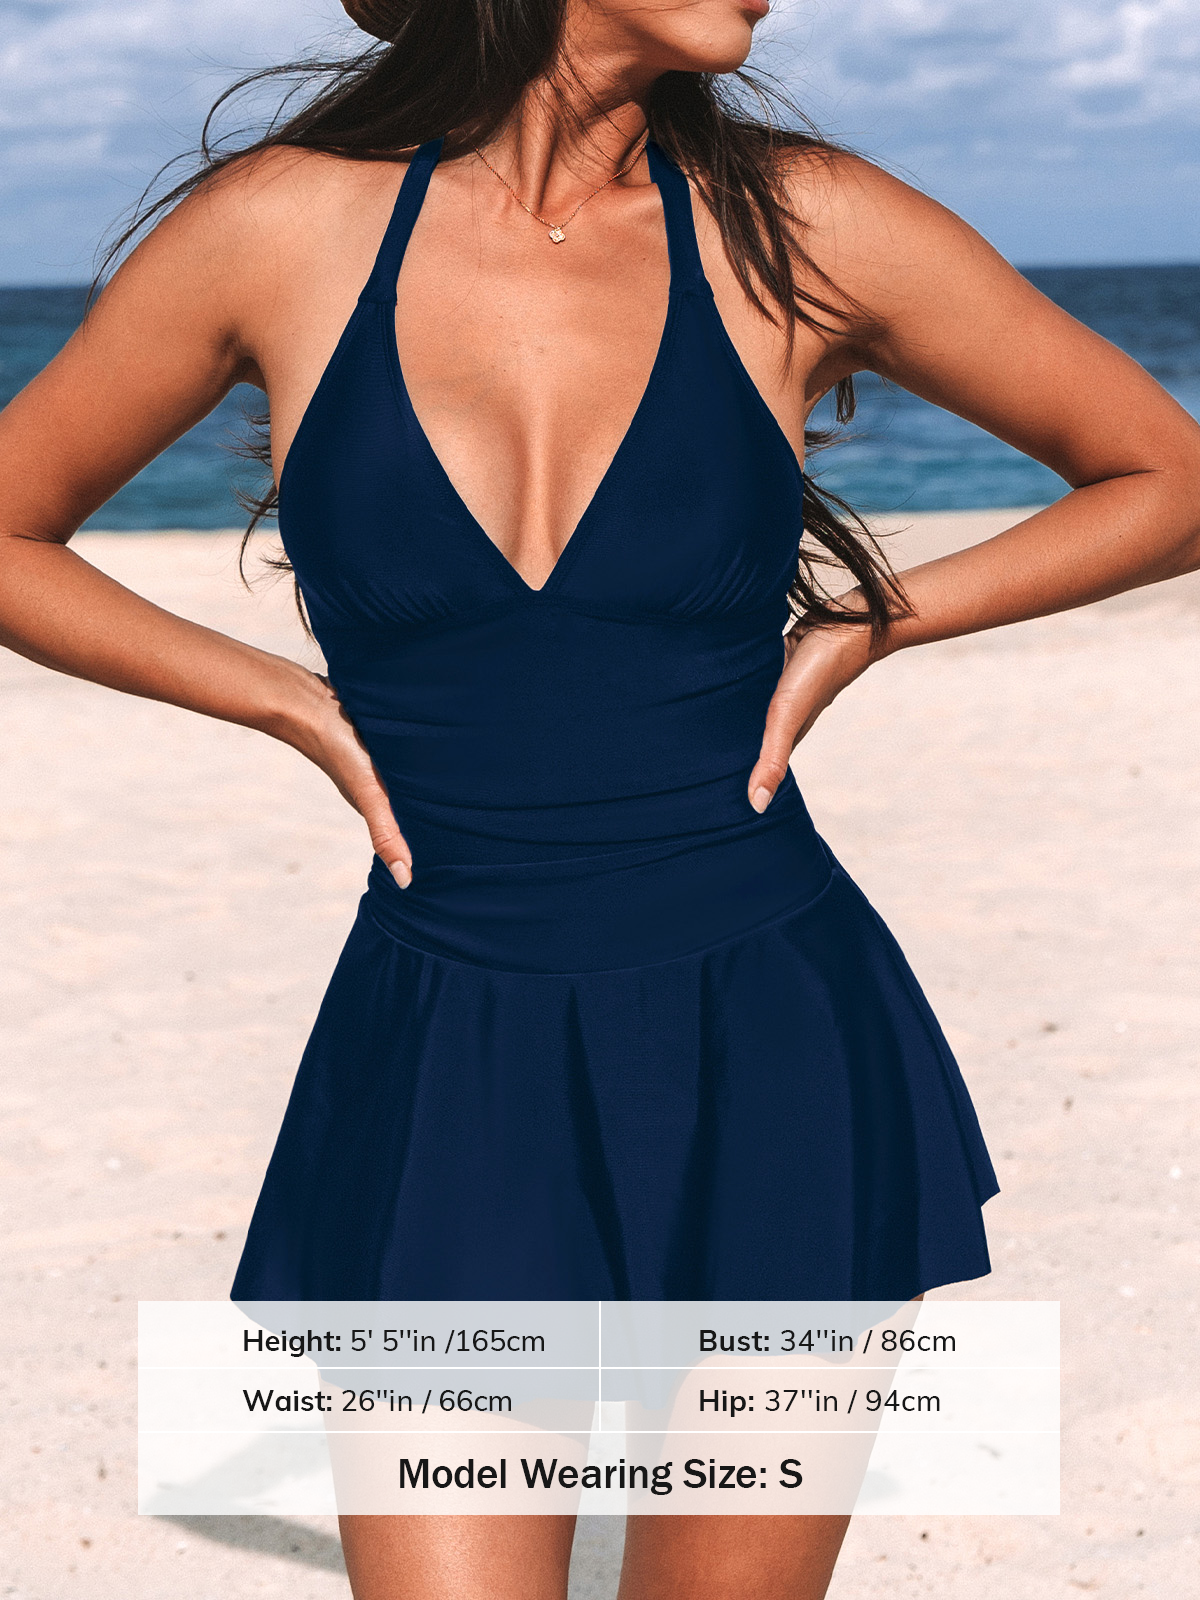 Height: 5' 5''in /165cm
Bust: 34''in / 86cm
Waist: 26''in / 66cm
Hip: 37''in / 94cm
Model Wearing Size: S